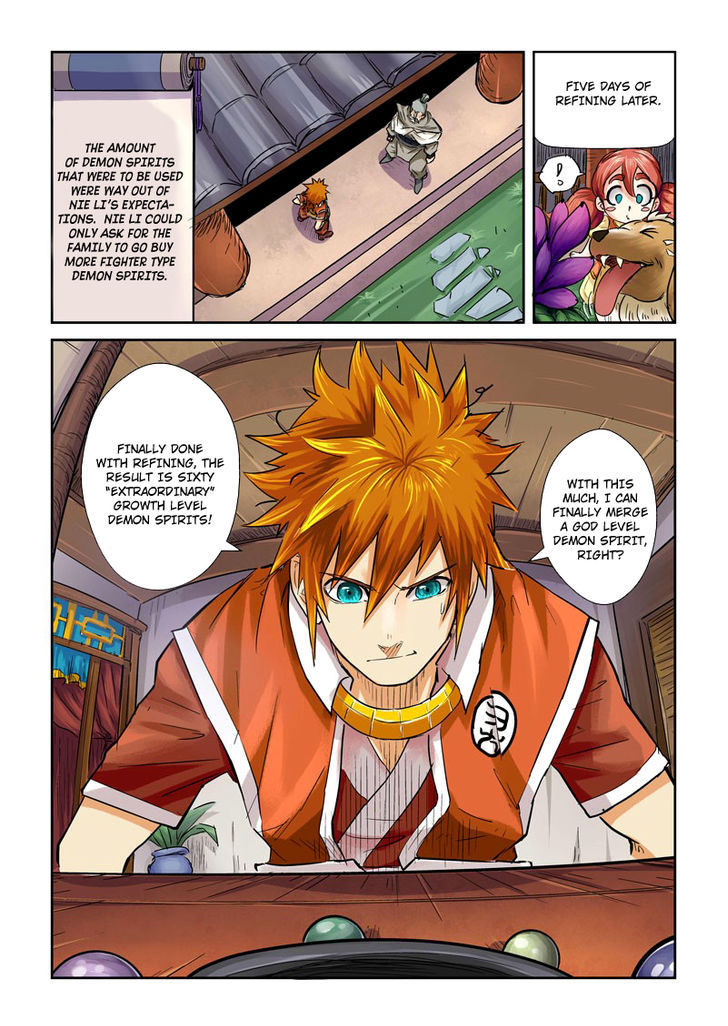 THE AMOUNT
OF DEMON SPIRITS
THAT WERE TO BE USED
WERE WAY OUT OF
NIE LI'S EXPECTA-
TIONS. NIE LI COULD
ONLY ASK FOR THE
FAMILY TO GO BUY
MORE FIGHTER TYPE
DEMON SPIRITS.
FIVE DAYS OF
REFINING LATER.
!
FINALLY DONE
WITH REFINING, THE
RESULT IS SIXTY
"EXTRAORDINARY"
GROWTH LEVEL
DEMON SPIRITS!
WITH THIS
MUCH, I CAN
FINALLY MERGE
A GOD LEVEL
DEMON SPIRIT,
RIGHT?